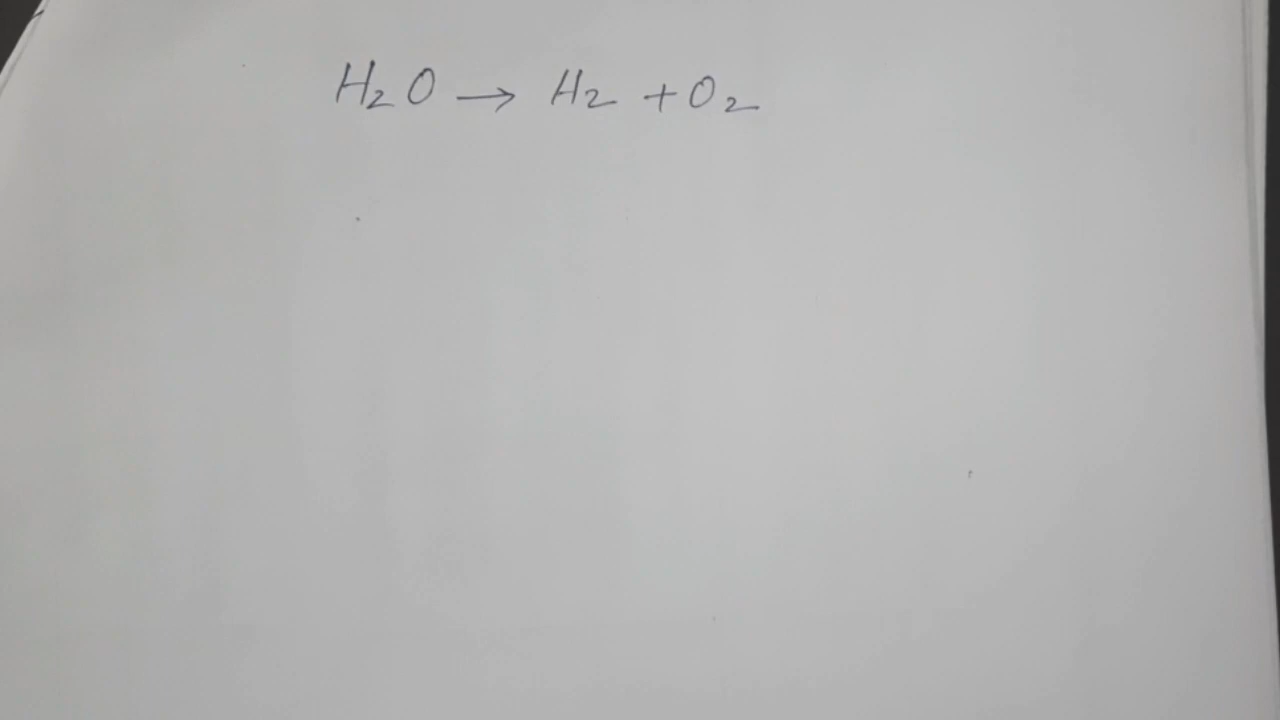 H₂O → H₂ + O₂